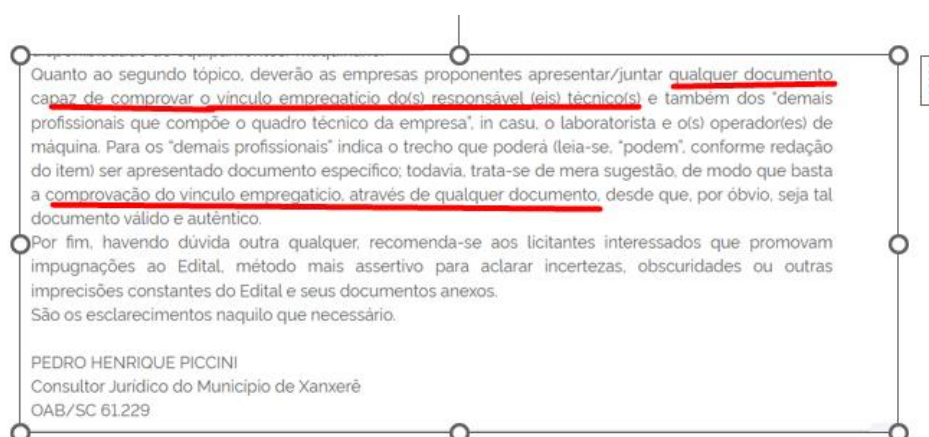 Quanto ao segundo tópico, deverão as empresas proponentes apresentar/juntar qualquer documento
capaz de comprovar o vínculo empregatício do(s) responsável (eis) técnico(s) e também dos "demais
profissionais que compõe o quadro técnico da empresa", in casu, o laboratorista e o(s) operador(es) de
máquina. Para os "demais profissionais" indica o trecho que poderá (leia-se, "podem", conforme redação
do item) ser apresentado documento específico; todavia, trata-se de mera sugestão, de modo que basta
a comprovação do vínculo empregatício, através de qualquer documento, desde que, por óbvio, seja tal
documento válido e autêntico.
Por fim, havendo dúvida outra qualquer, recomenda-se aos licitantes interessados que promovam
impugnações ao Edital, método mais assertivo para aclarar incertezas, obscuridades ou outras
imprecisões constantes do Edital e seus documentos anexos.
São os esclarecimentos naquilo que necessário.
PEDRO HENRIQUE PICCINI
Consultor Jurídico do Município de Xanxerê
OAB/SC 61.229